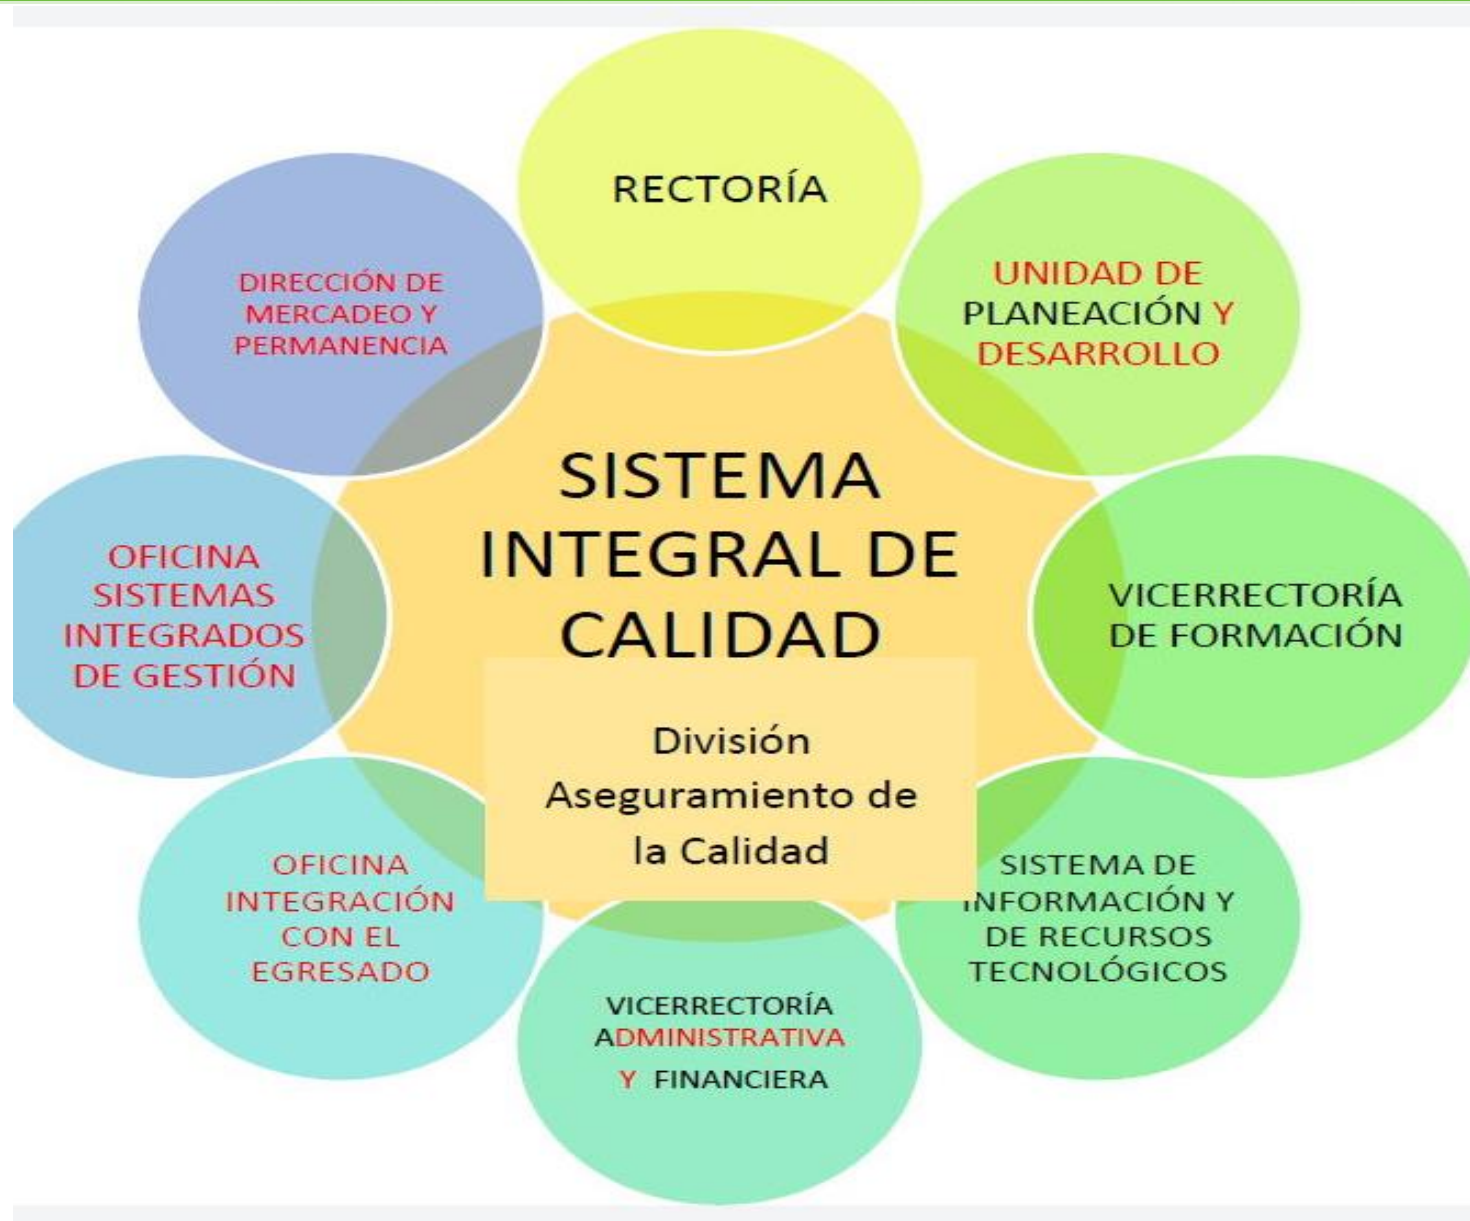 RECTORÍA
UNIDAD DE
PLANEACIÓN Y
DESARROLLO
VICERRECTORÍA
DE FORMACIÓN
SISTEMA DE
INFORMACIÓN Y
DE RECURSOS
TECNOLÓGICOS
VICERRECTORÍA
ADMINISTRATIVA
Y FINANCIERA
OFICINA
INTEGRACIÓN
CON EL
EGRESADO
OFICINA
SISTEMAS
INTEGRADOS
DE GESTIÓN
DIRECCIÓN DE
MERCADEO Y
PERMANENCIA
SISTEMA
INTEGRAL DE
CALIDAD
División
Aseguramiento de
la Calidad